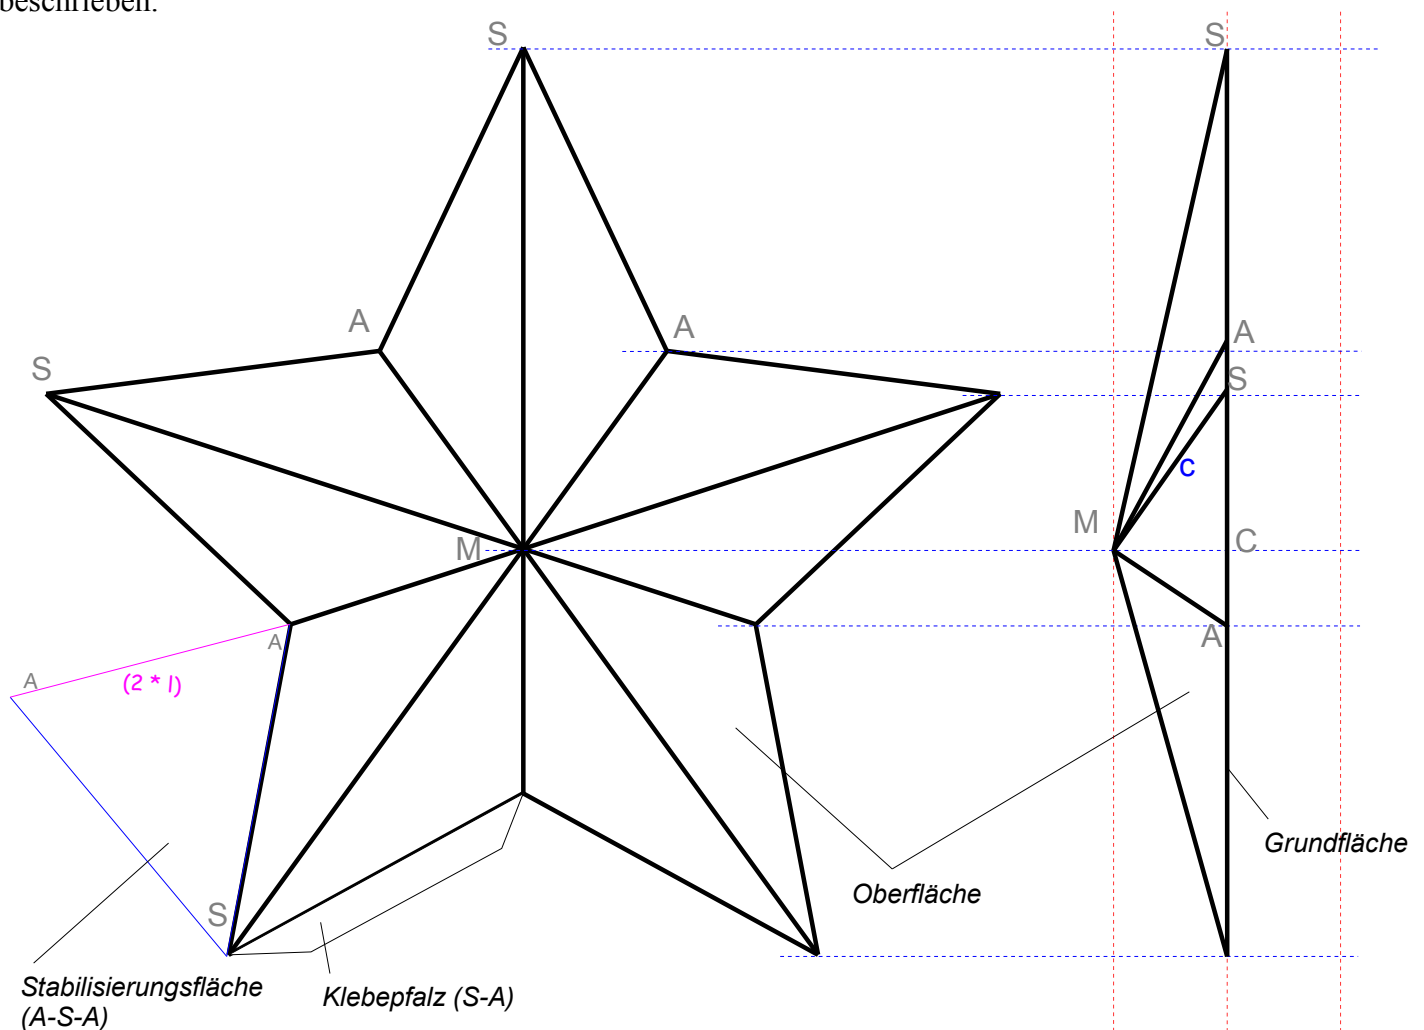 beschrieben.
S
S
A
A
A
S
S
c
M
M
C
A
A
A
(2 * l)
Grundfläche
Oberfläche
S
Stabilisierungsfläche
(A-S-A)
Klebepfalz (S-A)